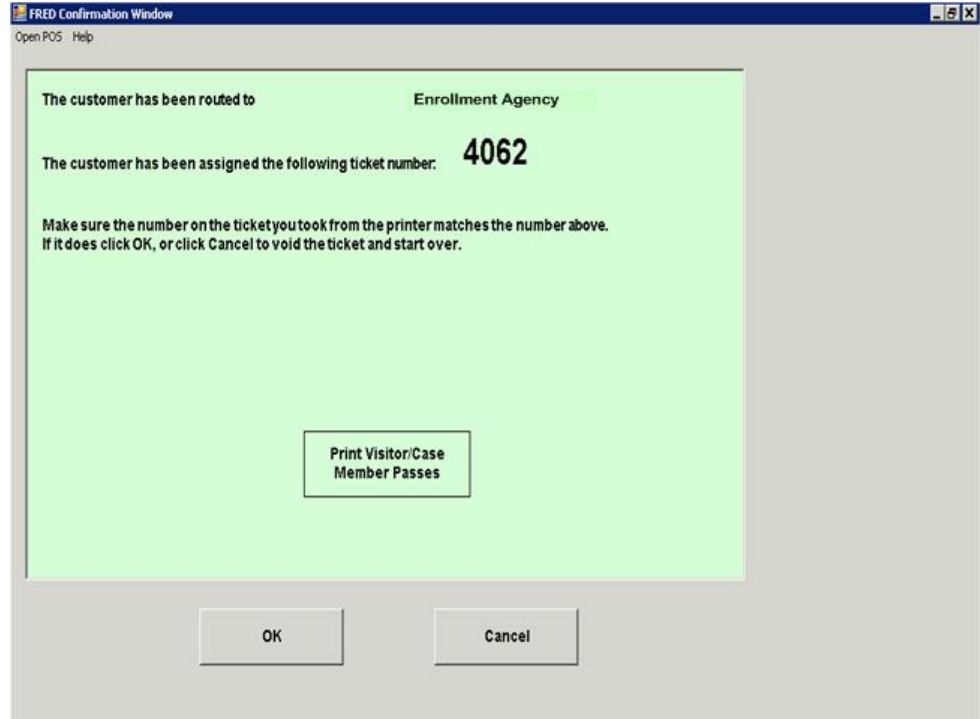 FRED Confirmation Window
Open POS Help
The customer has been routed to Enrollment Agency
The customer has been assigned the following ticket number: 4062
Make sure the number on the ticket you took from the printer matches the number above.
If it does click OK, or click Cancel to void the ticket and start over.
Print Visitor/Case
Member Passes
OK Cancel